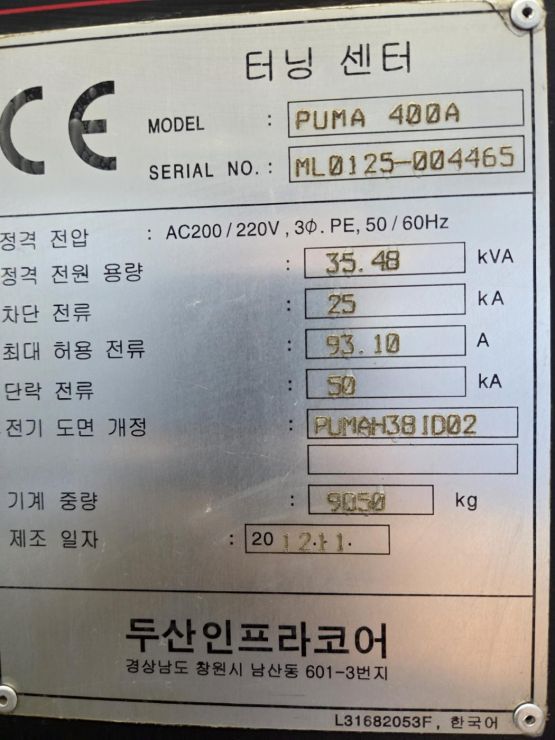 터닝 센터
CE
MODEL : PUMA 400A
SERIAL NO. : ML0125-004465
정격 전압 : AC200/220V, 3Φ. PE, 50/60Hz
정격 전원 용량 : 35.48 kVA
차단 전류 : 25 kA
최대 허용 전류 : 93.10 A
단락 전류 : 50 kA
전기 도면 개정 : PUMAH38ID02
기계 중량 : 9050 kg
제조 일자 : 2012.11.
두산인프라코어
경상남도 창원시 남산동 601-3번지
L31682053F, 한국어